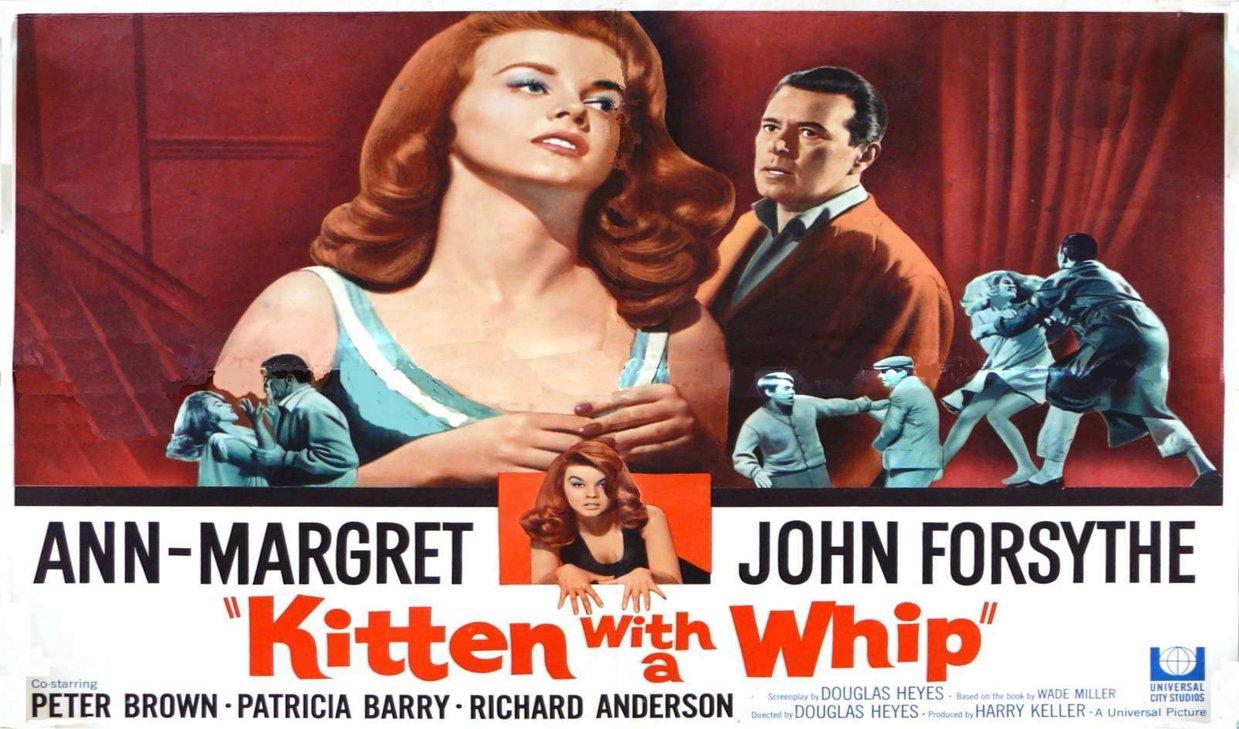 ANN-MARGRET JOHN FORSYTHE
"Kitten with a Whip"
Co-starring
PETER BROWN · PATRICIA BARRY · RICHARD ANDERSON
Screenplay by DOUGLAS HEYES · Based on the book by WADE MILLER
Directed by DOUGLAS HEYES · Produced by HARRY KELLER · A Universal Picture
UNIVERSAL
CITY STUDIOS